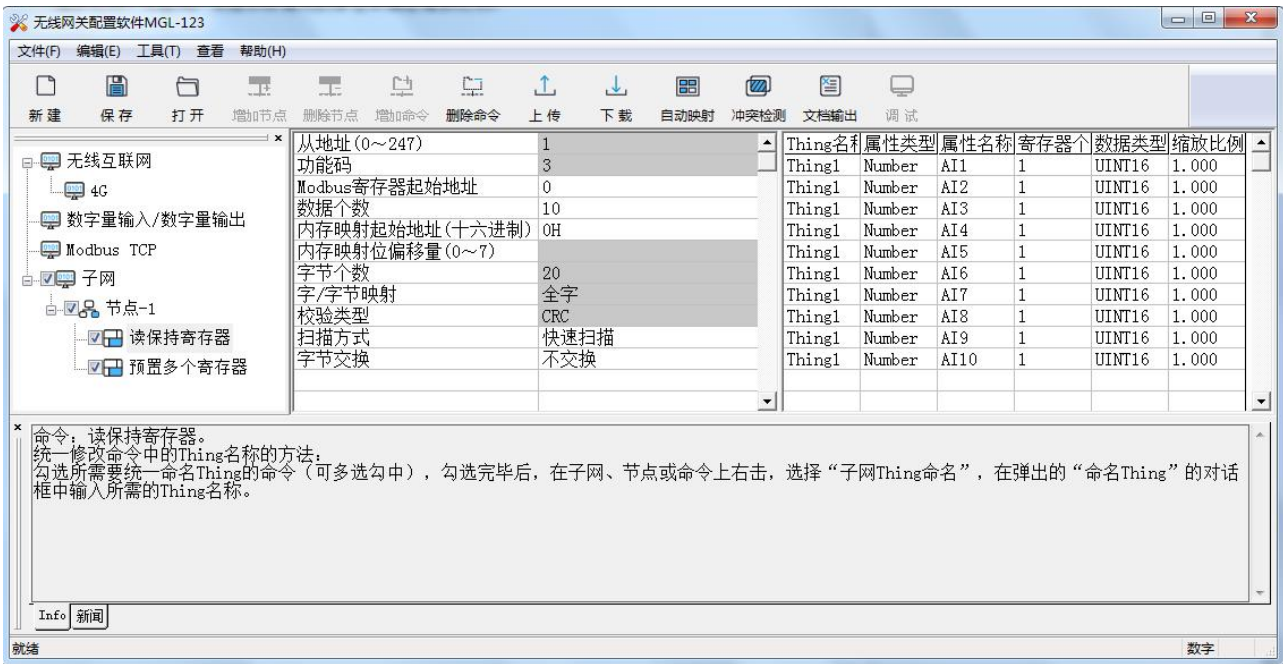 无线网关配置软件MGL-123
文件(F) 编辑(E) 工具(T) 查看 帮助(H)
新建 保存 打开 增加节点 删除节点 增加命令 删除命令 上传 下载 自动映射 冲突检测 文档输出 调试
无线互联网
4G
数字量输入/数字量输出
Modbus TCP
子网
节点-1
读保持寄存器
预置多个寄存器
从地址(0～247) 1
功能码 3
Modbus寄存器起始地址 0
数据个数 10
内存映射起始地址(十六进制) 0H
内存映射位偏移量(0～7)
字节个数 20
字/字节映射 全字
校验类型 CRC
扫描方式 快速扫描
字节交换 不交换
Thing名称 属性类型 属性名称 寄存器个 数据类型 缩放比例
Thing1 Number AI1 1 UINT16 1.000
Thing1 Number AI2 1 UINT16 1.000
Thing1 Number AI3 1 UINT16 1.000
Thing1 Number AI4 1 UINT16 1.000
Thing1 Number AI5 1 UINT16 1.000
Thing1 Number AI6 1 UINT16 1.000
Thing1 Number AI7 1 UINT16 1.000
Thing1 Number AI8 1 UINT16 1.000
Thing1 Number AI9 1 UINT16 1.000
Thing1 Number AI10 1 UINT16 1.000
命令：读保持寄存器。
统一修改命令中的Thing名称的方法：
勾选所需要统一命名Thing的命令（可多选勾中），勾选完毕后，在子网、节点或命令上右击，选择“子网Thing命名”，在弹出的“命名Thing”的对话
框中输入所需的Thing名称。
Info 新闻
就绪 数字